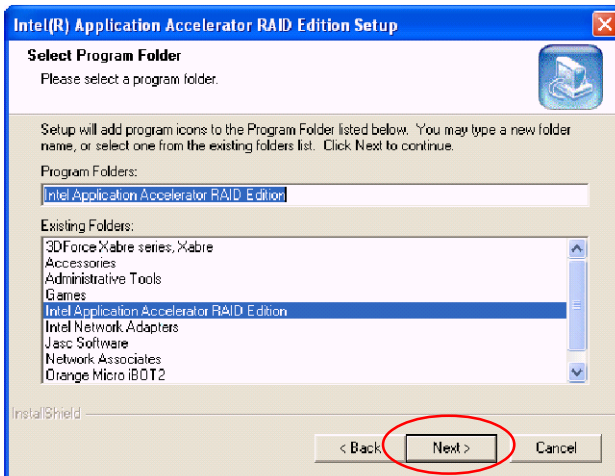 Intel(R) Application Accelerator RAID Edition Setup
Select Program Folder
Please select a program folder.
Setup will add program icons to the Program Folder listed below. You may type a new folder
name, or select one from the existing folders list. Click Next to continue.
Program Folders:
Intel Application Accelerator RAID Edition
Existing Folders:
3DForce Xabre series, Xabre
Accessories
Administrative Tools
Games
Intel Application Accelerator RAID Edition
Intel Network Adapters
Jasc Software
Network Associates
Orange Micro iBOT2
InstallShield
< Back
Next >
Cancel